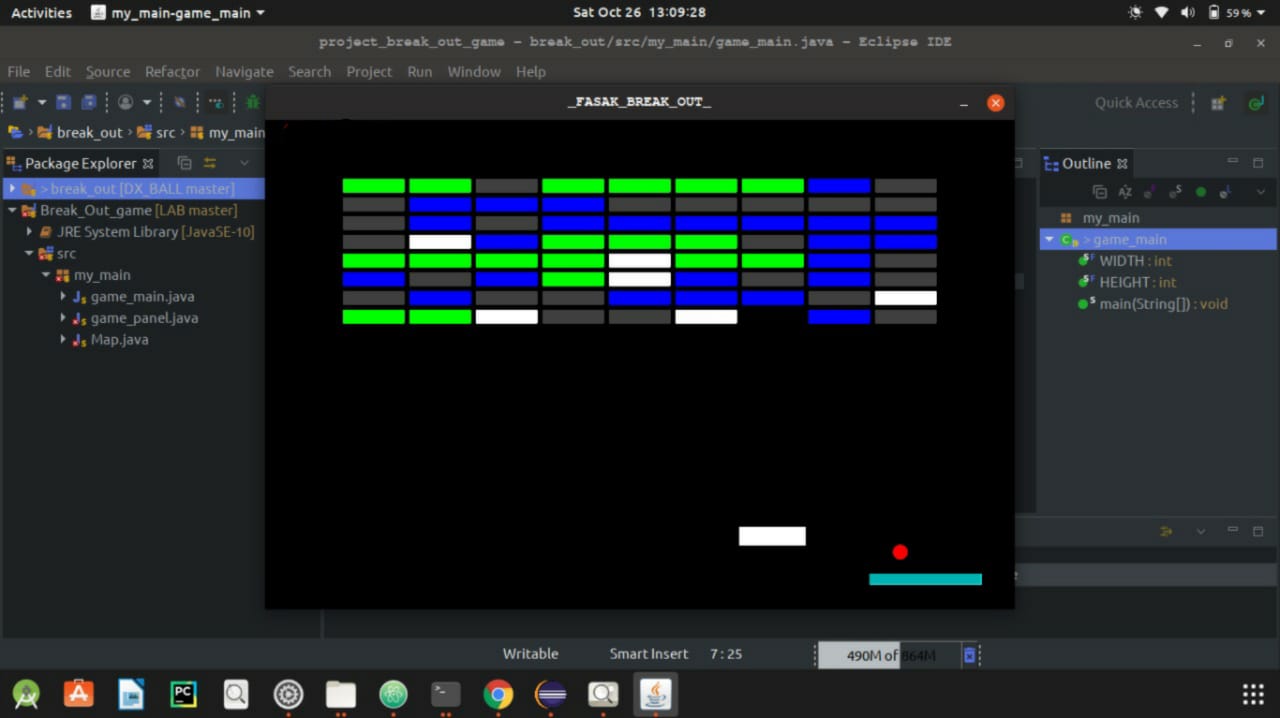 Activities my_main-game_main Sat Oct 26 13:09:28 59 %
project_break_out_game - break_out/src/my_main/game_main.java - Eclipse IDE
File Edit Source Refactor Navigate Search Project Run Window Help
_FASAK_BREAK_OUT_
Quick Access
break_out src my_main
Package Explorer
Outline
> break_out [DX_BALL master]
Break_Out_game [LAB master]
JRE System Library [JavaSE-10]
src
my_main
game_main.java
game_panel.java
Map.java
my_main
> game_main
WIDTH : int
HEIGHT : int
main(String[]) : void
Writable Smart Insert 7 : 25 490M of 864M
PC